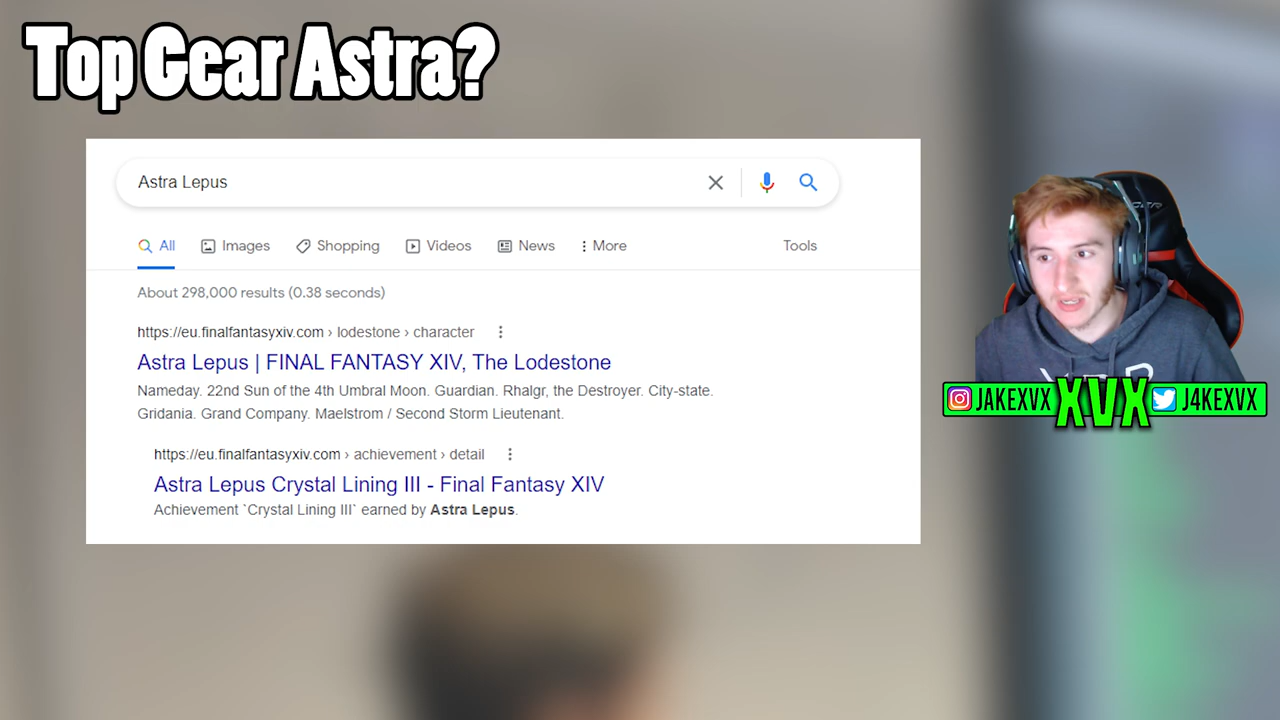 Top Gear Astra?
Astra Lepus
All Images Shopping Videos News More Tools
About 298,000 results (0.38 seconds)
https://eu.finalfantasyxiv.com › lodestone › character
Astra Lepus | FINAL FANTASY XIV, The Lodestone
Nameday. 22nd Sun of the 4th Umbral Moon, Guardian. Rhalgr, the Destroyer. City-state.
Gridania. Grand Company. Maelstrom / Second Storm Lieutenant.
https://eu.finalfantasyxiv.com › achievement › detail
Astra Lepus Crystal Lining III - Final Fantasy XIV
Achievement `Crystal Lining III` earned by Astra Lepus.
JAKEXVX XVX J4KEXVX